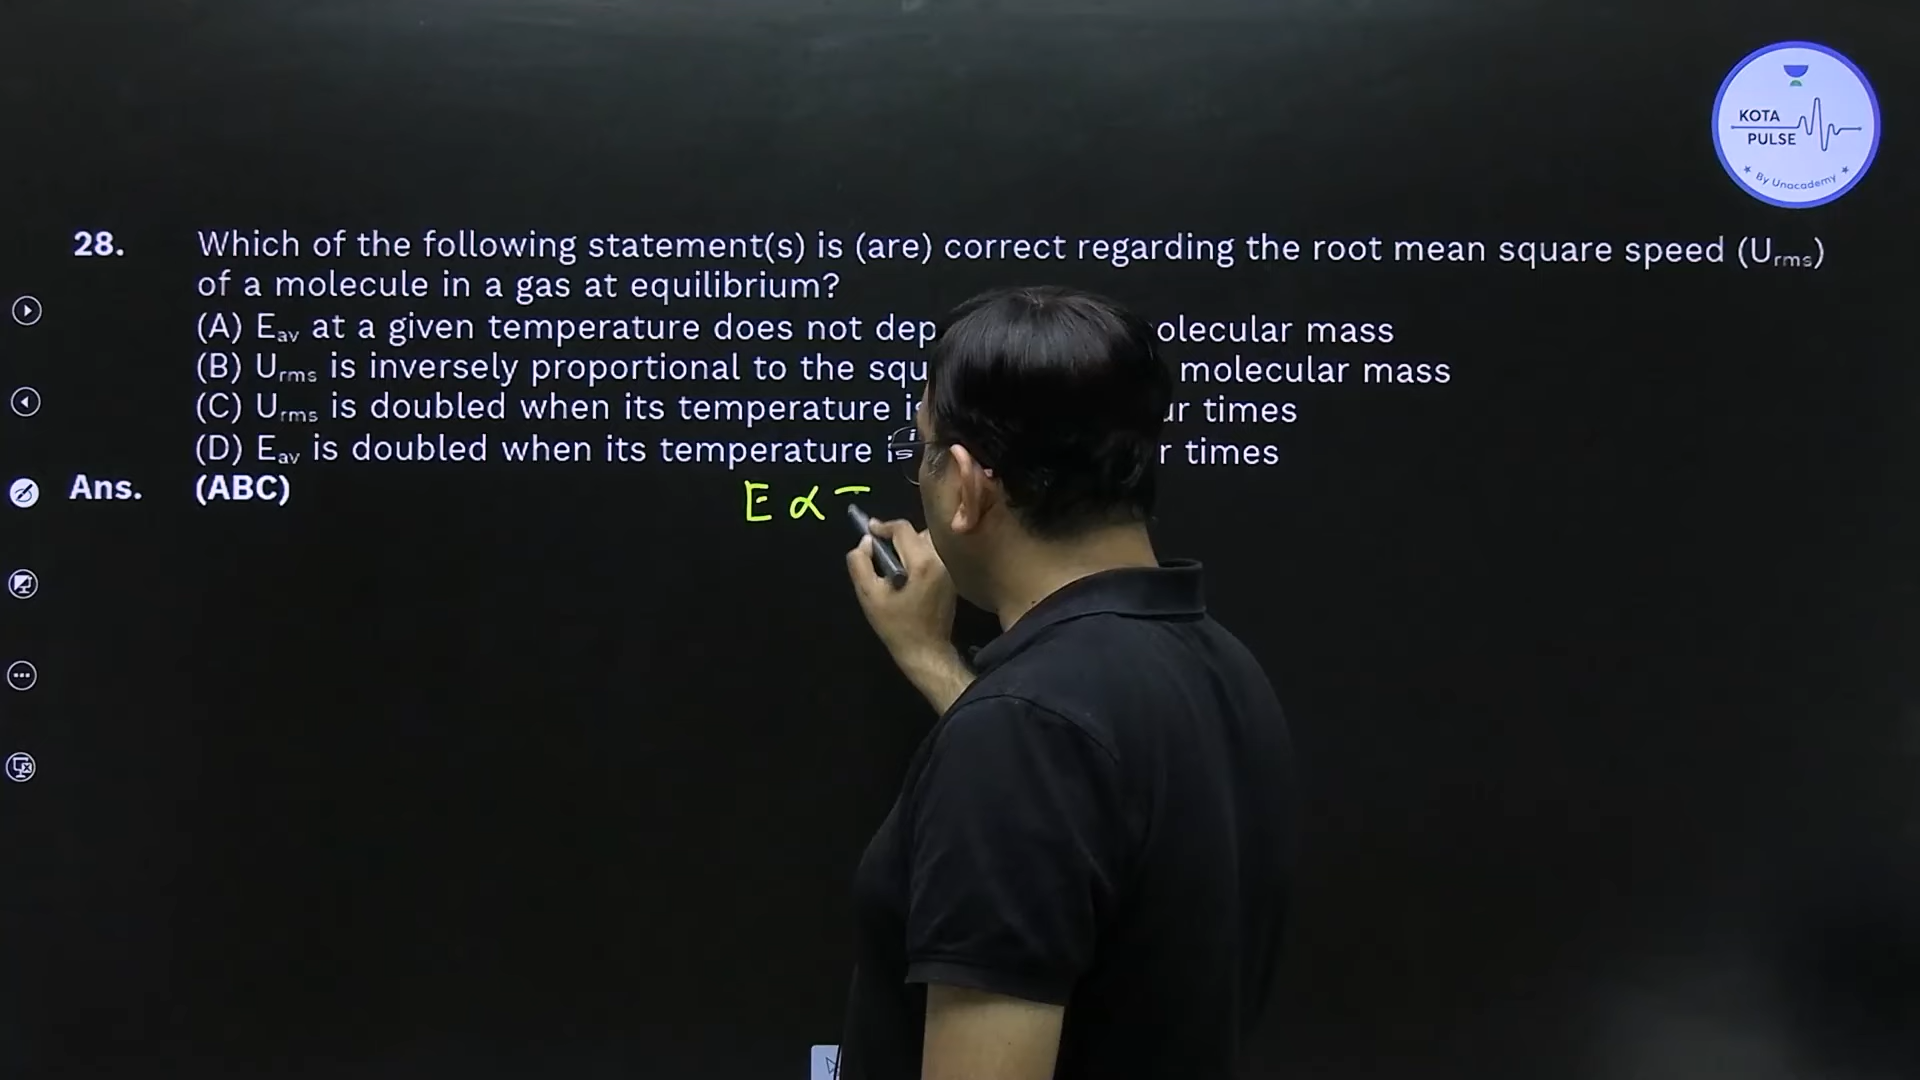 KOTA
PULSE
By Unacademy
28. Which of the following statement(s) is (are) correct regarding the root mean square speed (Urms)
of a molecule in a gas at equilibrium?
(A) Eav at a given temperature does not dep olecular mass
(B) Urms is inversely proportional to the squ molecular mass
(C) Urms is doubled when its temperature is ur times
(D) Eav is doubled when its temperature is r times
Ans. (ABC)
E ∝ T